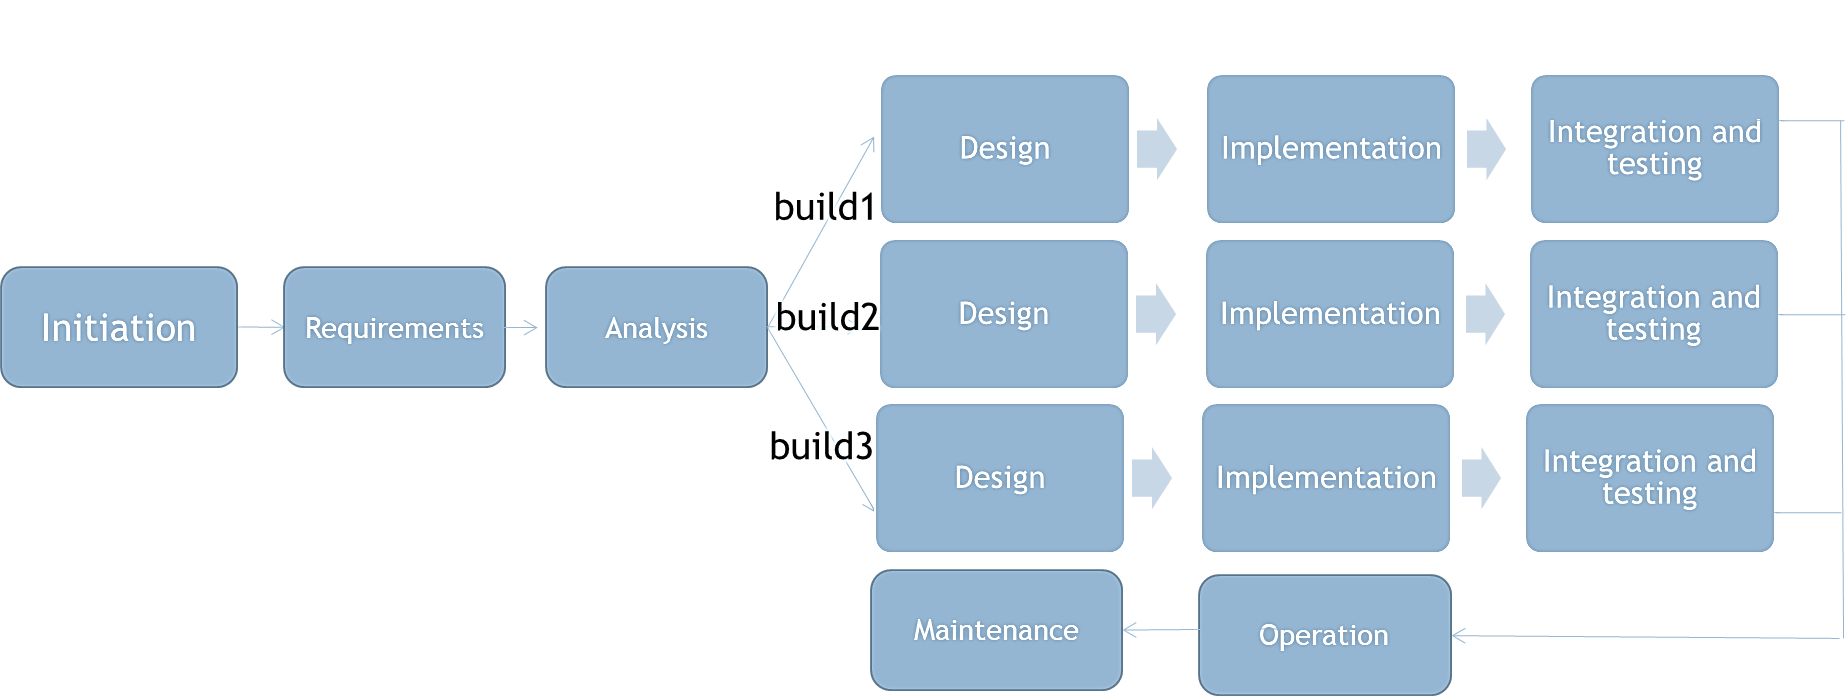 Initiation
Requirements
Analysis
build1
Design
Implementation
Integration and
testing
build2
Design
Implementation
Integration and
testing
build3
Design
Implementation
Integration and
testing
Maintenance
Operation